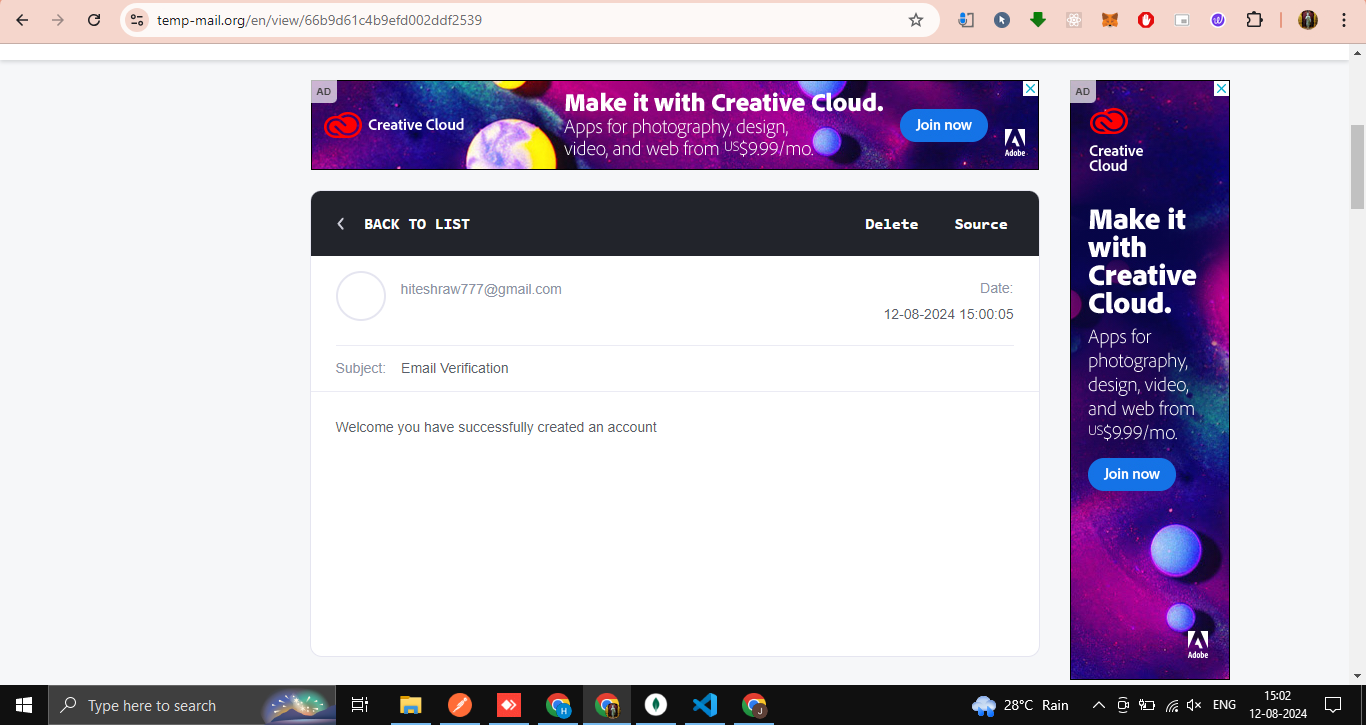 temp-mail.org/en/view/66b9d61c4b9efd002ddf2539
AD
Creative Cloud
Make it with Creative Cloud.
Apps for photography, design,
video, and web from US$9.99/mo.
Join now
Adobe
BACK TO LIST
Delete
Source
hiteshraw777@gmail.com
Date:
12-08-2024 15:00:05
Subject: Email Verification
Welcome you have successfully created an account
AD
Creative
Cloud
Make it
with
Creative
Cloud.
Apps for
photography,
design, video,
and web from
US$9.99/mo.
Join now
Adobe
Type here to search
H
J
28°C Rain
ENG
15:02
12-08-2024